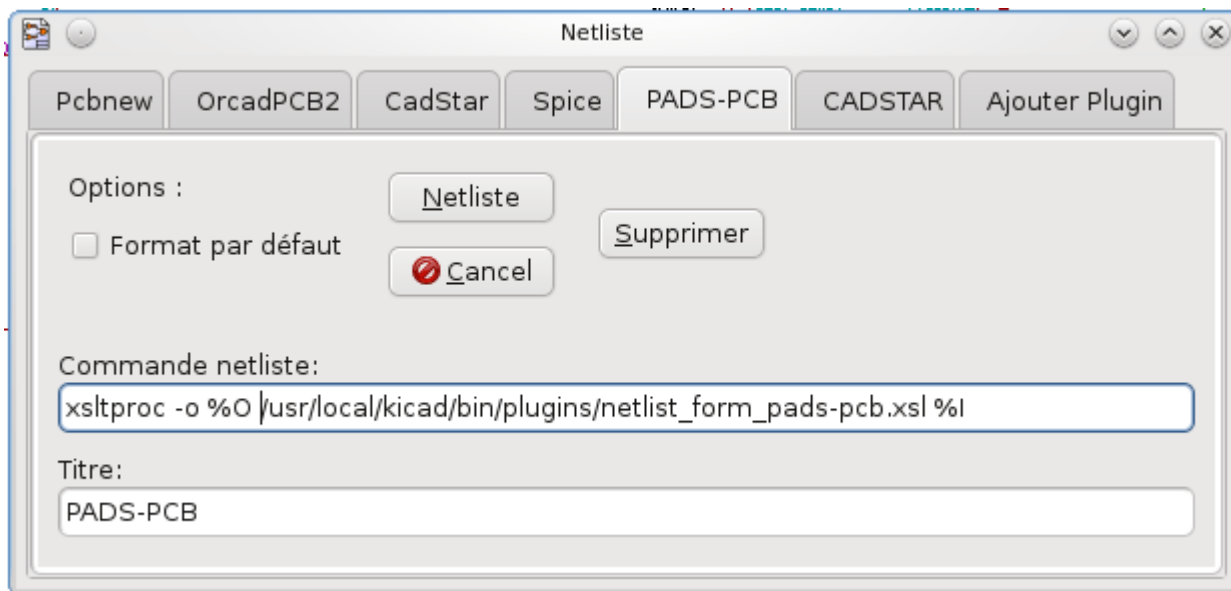 Netliste
Pcbnew OrcadPCB2 CadStar Spice PADS-PCB CADSTAR Ajouter Plugin
Options :
Netliste
Supprimer
Format par défaut
Cancel
Commande netliste:
xsltproc -o %O /usr/local/kicad/bin/plugins/netlist_form_pads-pcb.xsl %I
Titre:
PADS-PCB